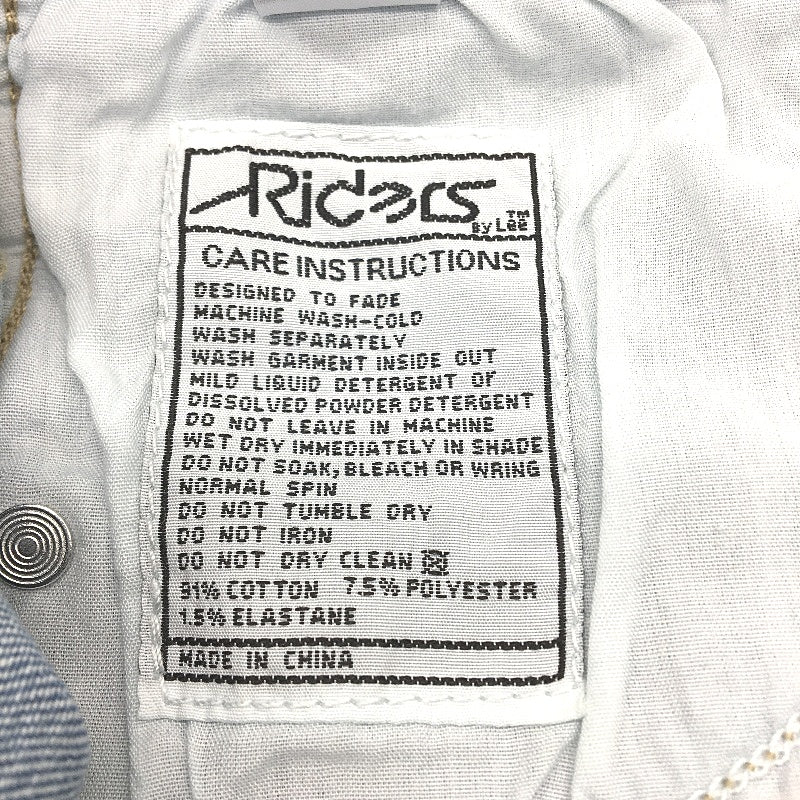 Riders
By Lee™
CARE INSTRUCTIONS
DESIGNED TO FADE
MACHINE WASH-COLD
WASH SEPARATELY
WASH GARMENT INSIDE OUT
MILD LIQUID DETERGENT Or
DISSOLVED POWDER DETERGENT
DO NOT LEAVE IN MACHINE
WET DRY IMMEDIATELY IN SHADE
DO NOT SOAK, BLEACH OR WRING
NORMAL SPIN
DO NOT TUMBLE DRY
DO NOT IRON
DO NOT DRY CLEAN
91% COTTON 7.5% POLYESTER
1.5% ELASTANE
MADE IN CHINA